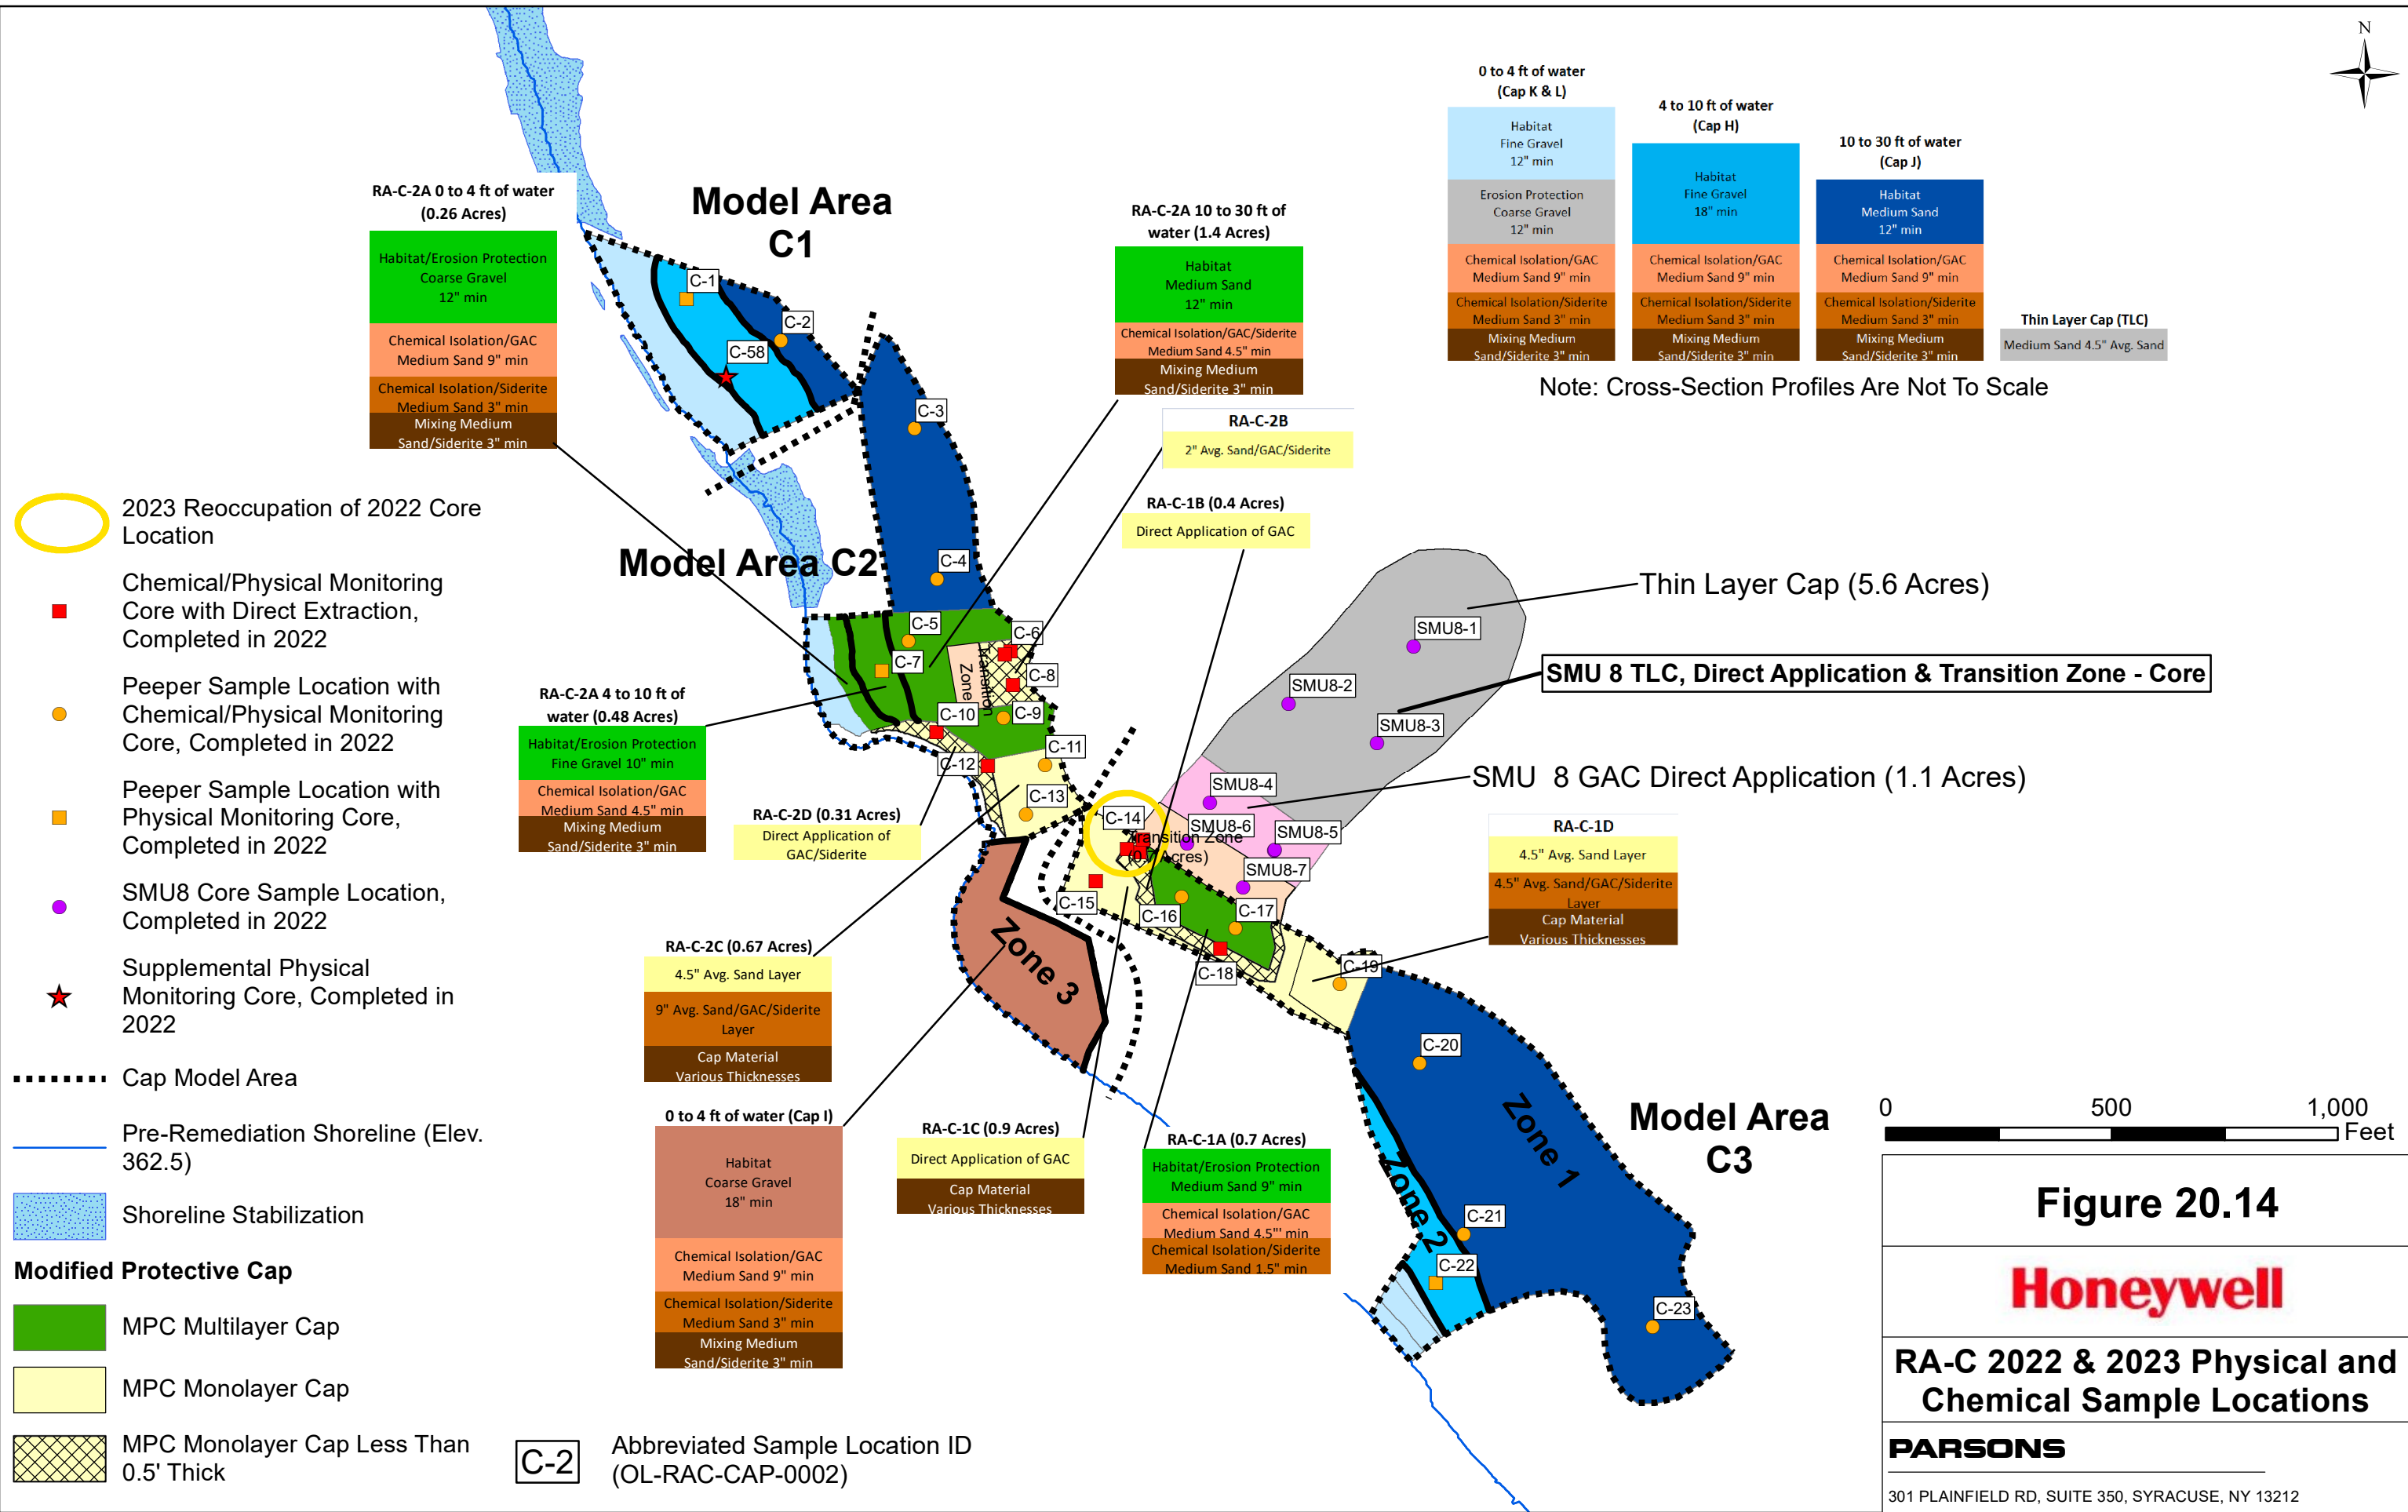 N
0 to 4 ft of water
(Cap K & L)
Habitat
Fine Gravel
12" min
Erosion Protection
Coarse Gravel
12" min
Chemical Isolation/GAC
Medium Sand 9" min
Chemical Isolation/Siderite
Medium Sand 3" min
Mixing Medium
Sand/Siderite 3" min
4 to 10 ft of water
(Cap H)
Habitat
Fine Gravel
18" min
Chemical Isolation/GAC
Medium Sand 9" min
Chemical Isolation/Siderite
Medium Sand 3" min
Mixing Medium
Sand/Siderite 3" min
10 to 30 ft of water
(Cap J)
Habitat
Medium Sand
12" min
Chemical Isolation/GAC
Medium Sand 9" min
Chemical Isolation/Siderite
Medium Sand 3" min
Mixing Medium
Sand/Siderite 3" min
Thin Layer Cap (TLC)
Medium Sand 4.5" Avg. Sand
Note: Cross-Section Profiles Are Not To Scale
RA-C-2A 0 to 4 ft of water
(0.26 Acres)
Habitat/Erosion Protection
Coarse Gravel
12" min
Chemical Isolation/GAC
Medium Sand 9" min
Chemical Isolation/Siderite
Medium Sand 3" min
Mixing Medium
Sand/Siderite 3" min
Model Area
C1
RA-C-2A 10 to 30 ft of
water (1.4 Acres)
Habitat
Medium Sand
12" min
Chemical Isolation/GAC/Siderite
Medium Sand 4.5" min
Mixing Medium
Sand/Siderite 3" min
RA-C-2B
2" Avg. Sand/GAC/Siderite
RA-C-1B (0.4 Acres)
Direct Application of GAC
C-1
C-2
C-58
C-3
Model Area C2
C-4
C-5
C-6
C-7
C-8
Transition
Zone
C-9
C-10
C-11
C-12
C-13
C-14
C-15
C-16
C-17
C-18
C-19
C-20
C-21
C-22
C-23
Thin Layer Cap (5.6 Acres)
SMU8-1
SMU 8 TLC, Direct Application & Transition Zone - Core
SMU8-2
SMU8-3
SMU 8 GAC Direct Application (1.1 Acres)
SMU8-4
SMU8-6
SMU8-5
Transition Zone
(0.7 Acres)
SMU8-7
RA-C-2A 4 to 10 ft of
water (0.48 Acres)
Habitat/Erosion Protection
Fine Gravel 10" min
Chemical Isolation/GAC
Medium Sand 4.5" min
Mixing Medium
Sand/Siderite 3" min
RA-C-2D (0.31 Acres)
Direct Application of
GAC/Siderite
RA-C-1D
4.5" Avg. Sand Layer
4.5" Avg. Sand/GAC/Siderite
Layer
Cap Material
Various Thicknesses
RA-C-2C (0.67 Acres)
4.5" Avg. Sand Layer
9" Avg. Sand/GAC/Siderite
Layer
Cap Material
Various Thicknesses
Zone 3
0 to 4 ft of water (Cap I)
Habitat
Coarse Gravel
18" min
Chemical Isolation/GAC
Medium Sand 9" min
Chemical Isolation/Siderite
Medium Sand 3" min
Mixing Medium
Sand/Siderite 3" min
RA-C-1C (0.9 Acres)
Direct Application of GAC
Cap Material
Various Thicknesses
RA-C-1A (0.7 Acres)
Habitat/Erosion Protection
Medium Sand 9" min
Chemical Isolation/GAC
Medium Sand 4.5"' min
Chemical Isolation/Siderite
Medium Sand 1.5" min
Zone 1
Zone 2
Model Area
C3
2023 Reoccupation of 2022 Core
Location
Chemical/Physical Monitoring
Core with Direct Extraction,
Completed in 2022
Peeper Sample Location with
Chemical/Physical Monitoring
Core, Completed in 2022
Peeper Sample Location with
Physical Monitoring Core,
Completed in 2022
SMU8 Core Sample Location,
Completed in 2022
Supplemental Physical
Monitoring Core, Completed in
2022
Cap Model Area
Pre-Remediation Shoreline (Elev.
362.5)
Shoreline Stabilization
Modified Protective Cap
MPC Multilayer Cap
MPC Monolayer Cap
MPC Monolayer Cap Less Than
0.5' Thick
C-2
Abbreviated Sample Location ID
(OL-RAC-CAP-0002)
0 500 1,000
Feet
Figure 20.14
Honeywell
RA-C 2022 & 2023 Physical and
Chemical Sample Locations
PARSONS
301 PLAINFIELD RD, SUITE 350, SYRACUSE, NY 13212